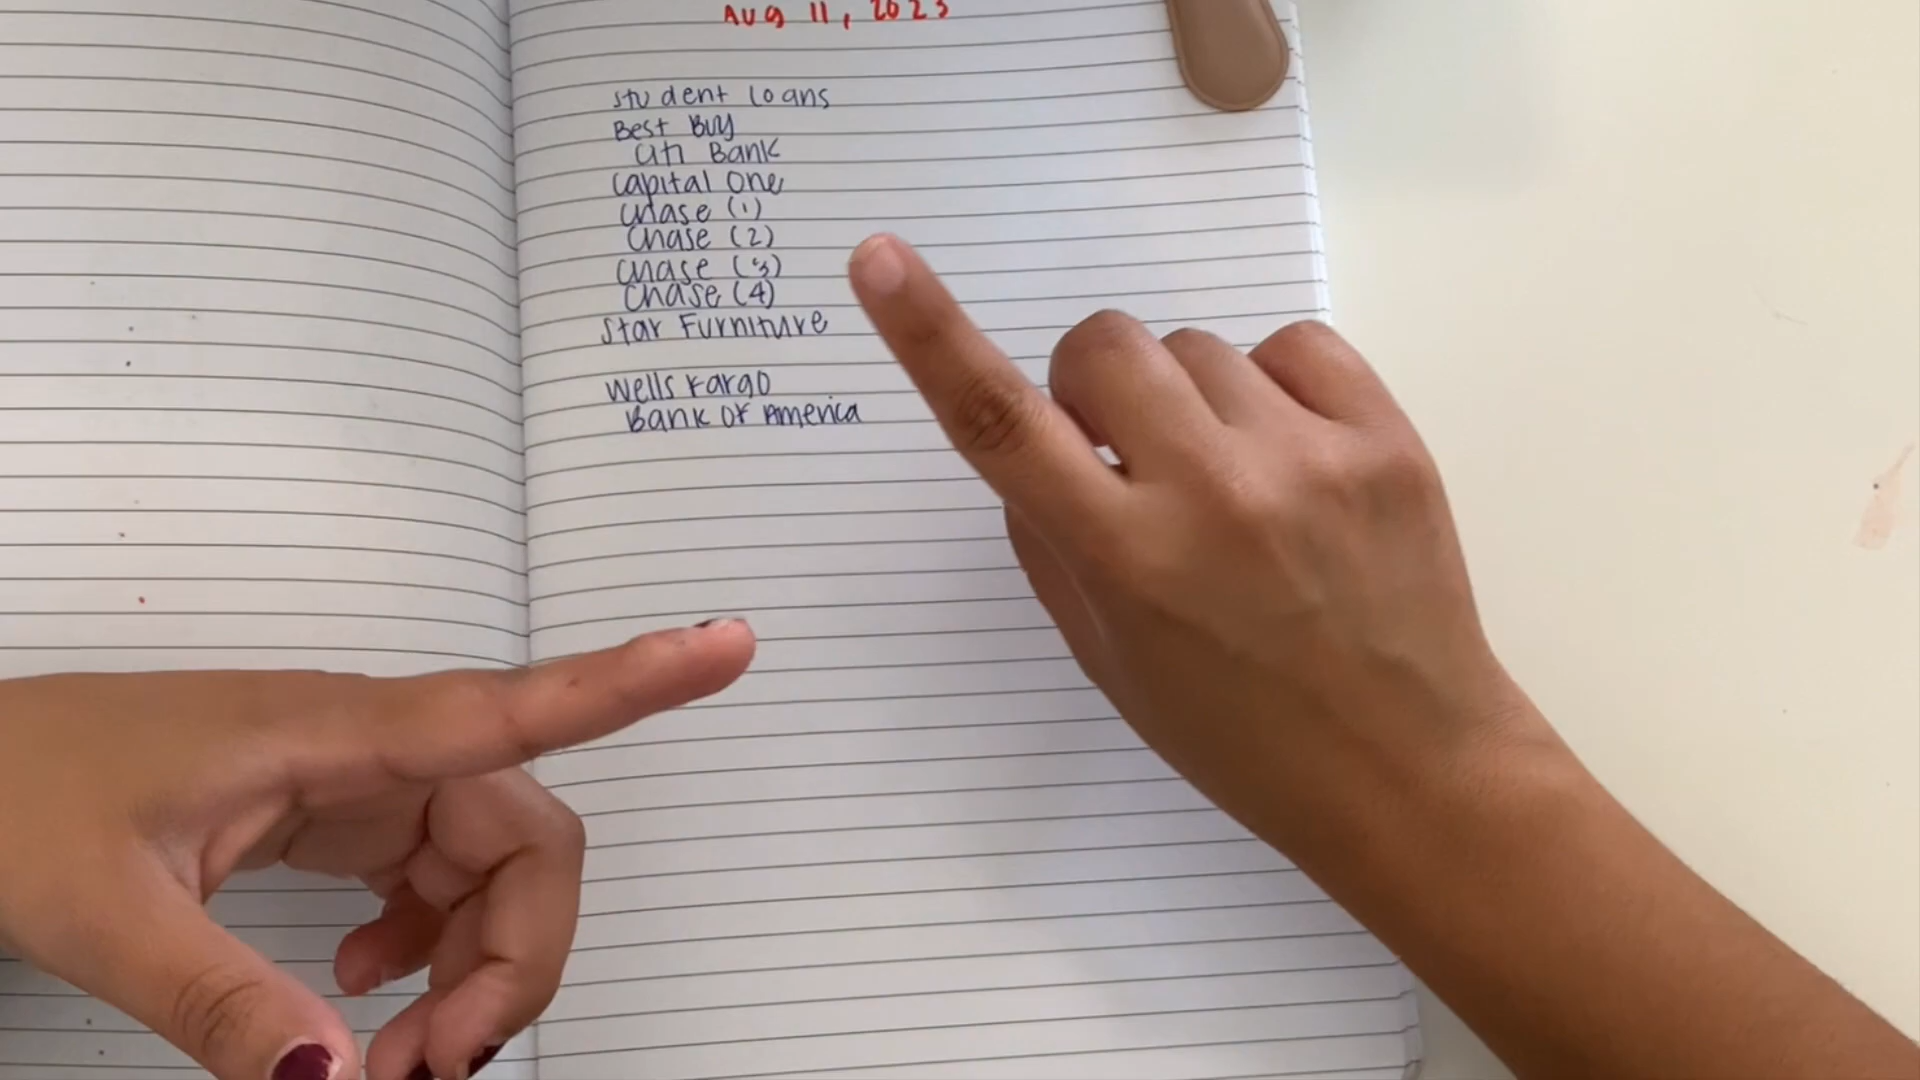 Aug 11, 2023
Student Loans
Best Buy
Citi Bank
Capital One
Chase (1)
Chase (2)
Chase (3)
Chase (4)
Star Furniture
Wells Fargo
Bank Of America